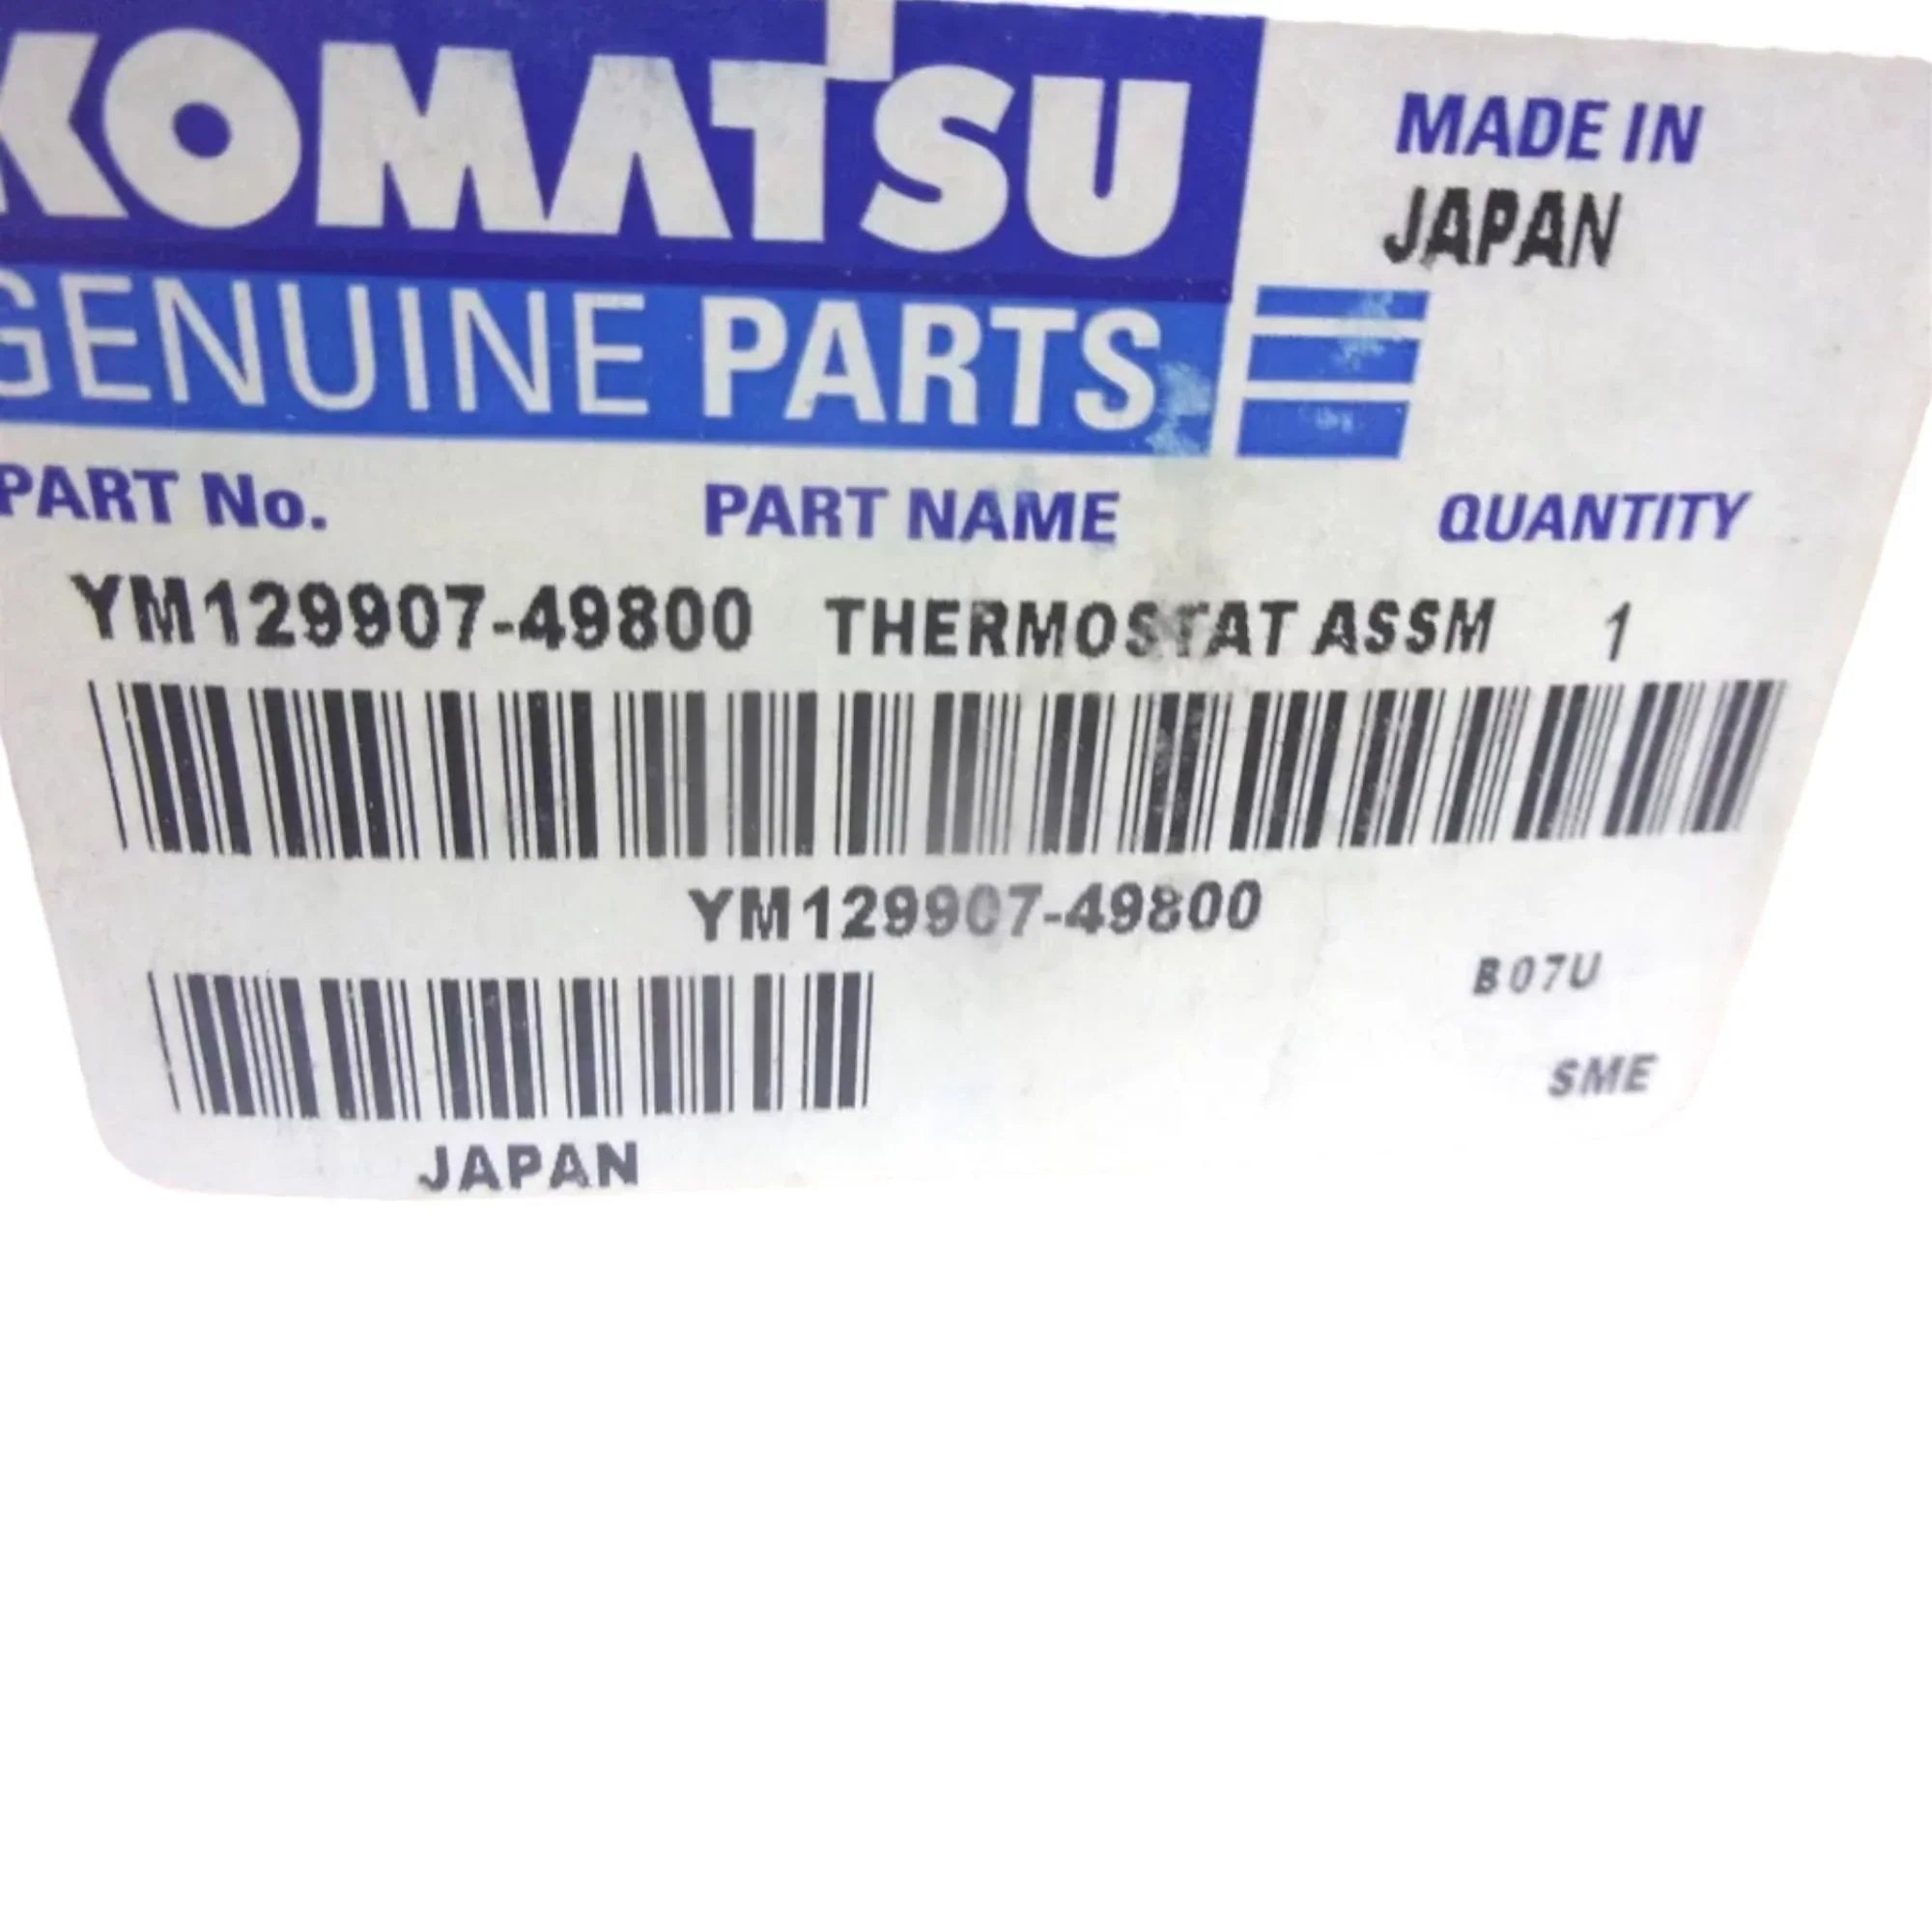 KOMATSU
MADE IN
JAPAN
GENUINE PARTS
PART No. PART NAME QUANTITY
YM129907-49800 THERMOSTAT ASSM 1
YM129907-49800
B07U
SME
JAPAN